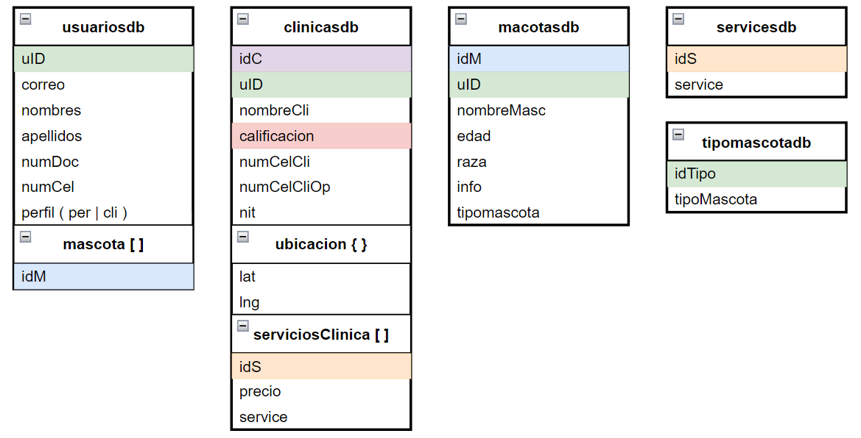 usuariosdb
uID
correo
nombres
apellidos
numDoc
numCel
perfil ( per | cli )
mascota [ ]
idM
clinicasdb
idC
uID
nombreCli
calificacion
numCelCli
numCelCliOp
nit
ubicacion { }
lat
lng
serviciosClinica [ ]
idS
precio
service
macotasdb
idM
uID
nombreMasc
edad
raza
info
tipomascota
servicesdb
idS
service
tipomascotadb
idTipo
tipoMascota